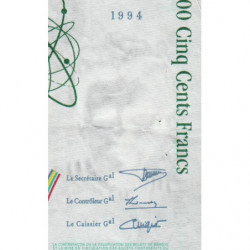 1994
00 Cinq Cents Francs
Le Secrétaire Gal
Le Contrôleur Gal
Le Caissier Gal